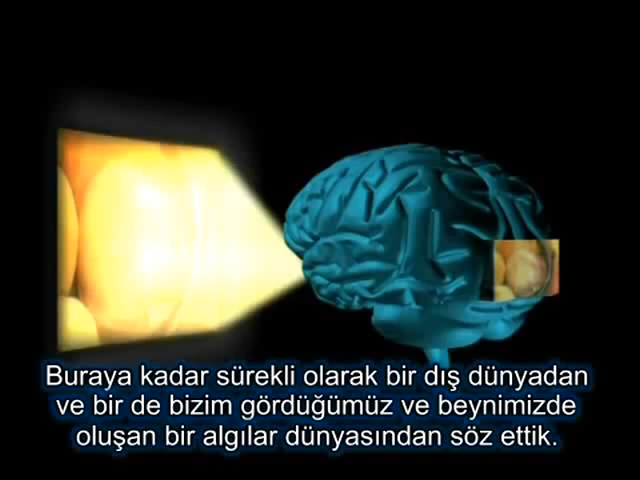 Buraya kadar sürekli olarak bir dış dünyadan
ve bir de bizim gördüğümüz ve beynimizde
oluşan bir algılar dünyasından söz ettik.